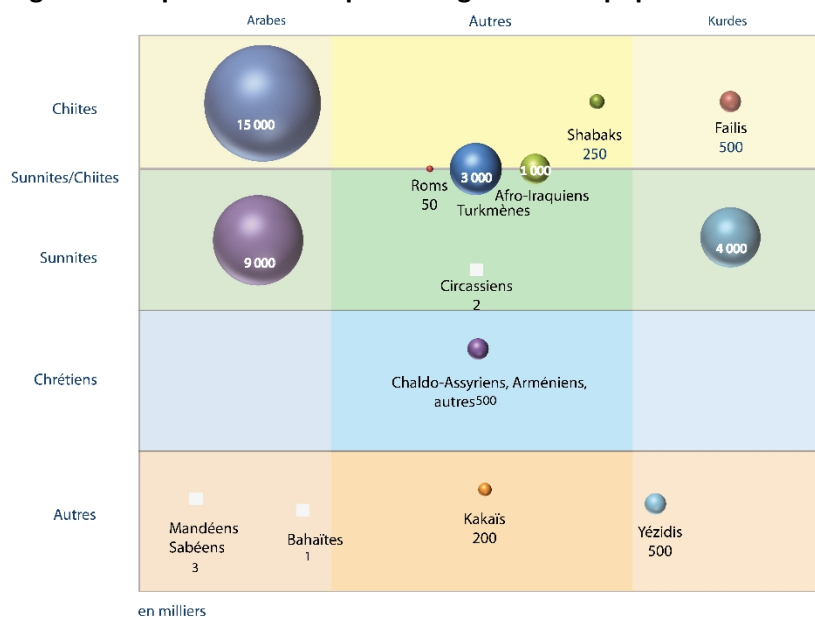 Arabes
Autres
Kurdes
Chiites
15 000
Shabaks
250
Failis
500
Sunnites/Chiites
Roms
50
3 000
Turkmènes
1 000
Afro-Iraquiens
Sunnites
9 000
4 000
Circassiens
2
Chrétiens
Chaldo-Assyriens, Arméniens,
autres500
Autres
Mandéens
Sabéens
3
Bahaïtes
1
Kakaïs
200
Yézidis
500
en milliers